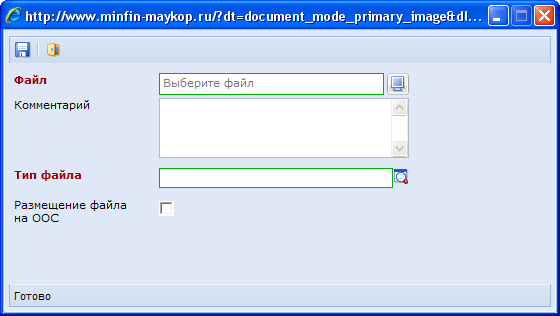 http://www.minfin-maykop.ru/?dt=document_mode_primary_image&dl...
Файл
Выберите файл
Комментарий
Тип файла
Размещение файла
на ООС
Готово